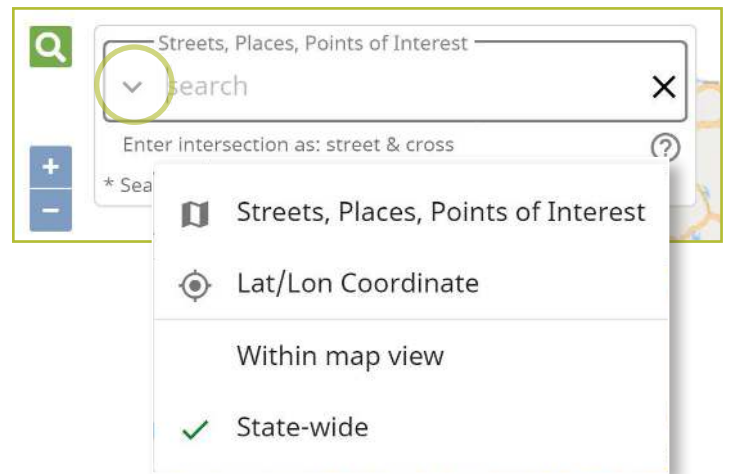 Streets, Places, Points of Interest
search
Enter intersection as: street & cross
+
* Sea
−
Streets, Places, Points of Interest
Lat/Lon Coordinate
Within map view
State-wide